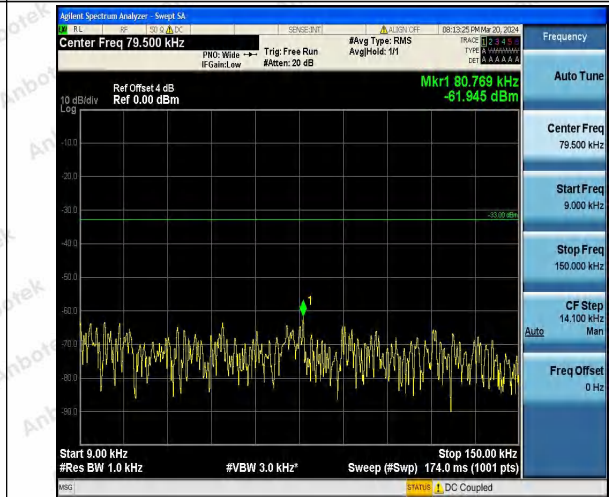 Agilent Spectrum Analyzer - Swept SA
RL RF 50 Ω DC SENSE:INT ALIGN OFF 08:13:25 PM Mar 20, 2024
Center Freq 79.500 kHz
PNO: Wide
IFGain:Low
Trig: Free Run
#Atten: 20 dB
#Avg Type: RMS
Avg|Hold: 1/1
TRACE 1 2 3 4 5 6
TYPE A
DET A A A A A A
Frequency
Mkr1 80.769 kHz
-61.945 dBm
Ref Offset 4 dB
Ref 0.00 dBm
10 dB/div
Log
-10.0
-20.0
-30.0
-40.0
-50.0
-60.0
-70.0
-80.0
-90.0
-33.00 dBm
1
Start 9.00 kHz
Stop 150.00 kHz
#Res BW 1.0 kHz
#VBW 3.0 kHz*
Sweep (#Swp) 174.0 ms (1001 pts)
MSG
STATUS
DC Coupled
Auto Tune
Center Freq
79.500 kHz
Start Freq
9.000 kHz
Stop Freq
150.000 kHz
CF Step
14.100 kHz
Auto Man
Freq Offset
0 Hz